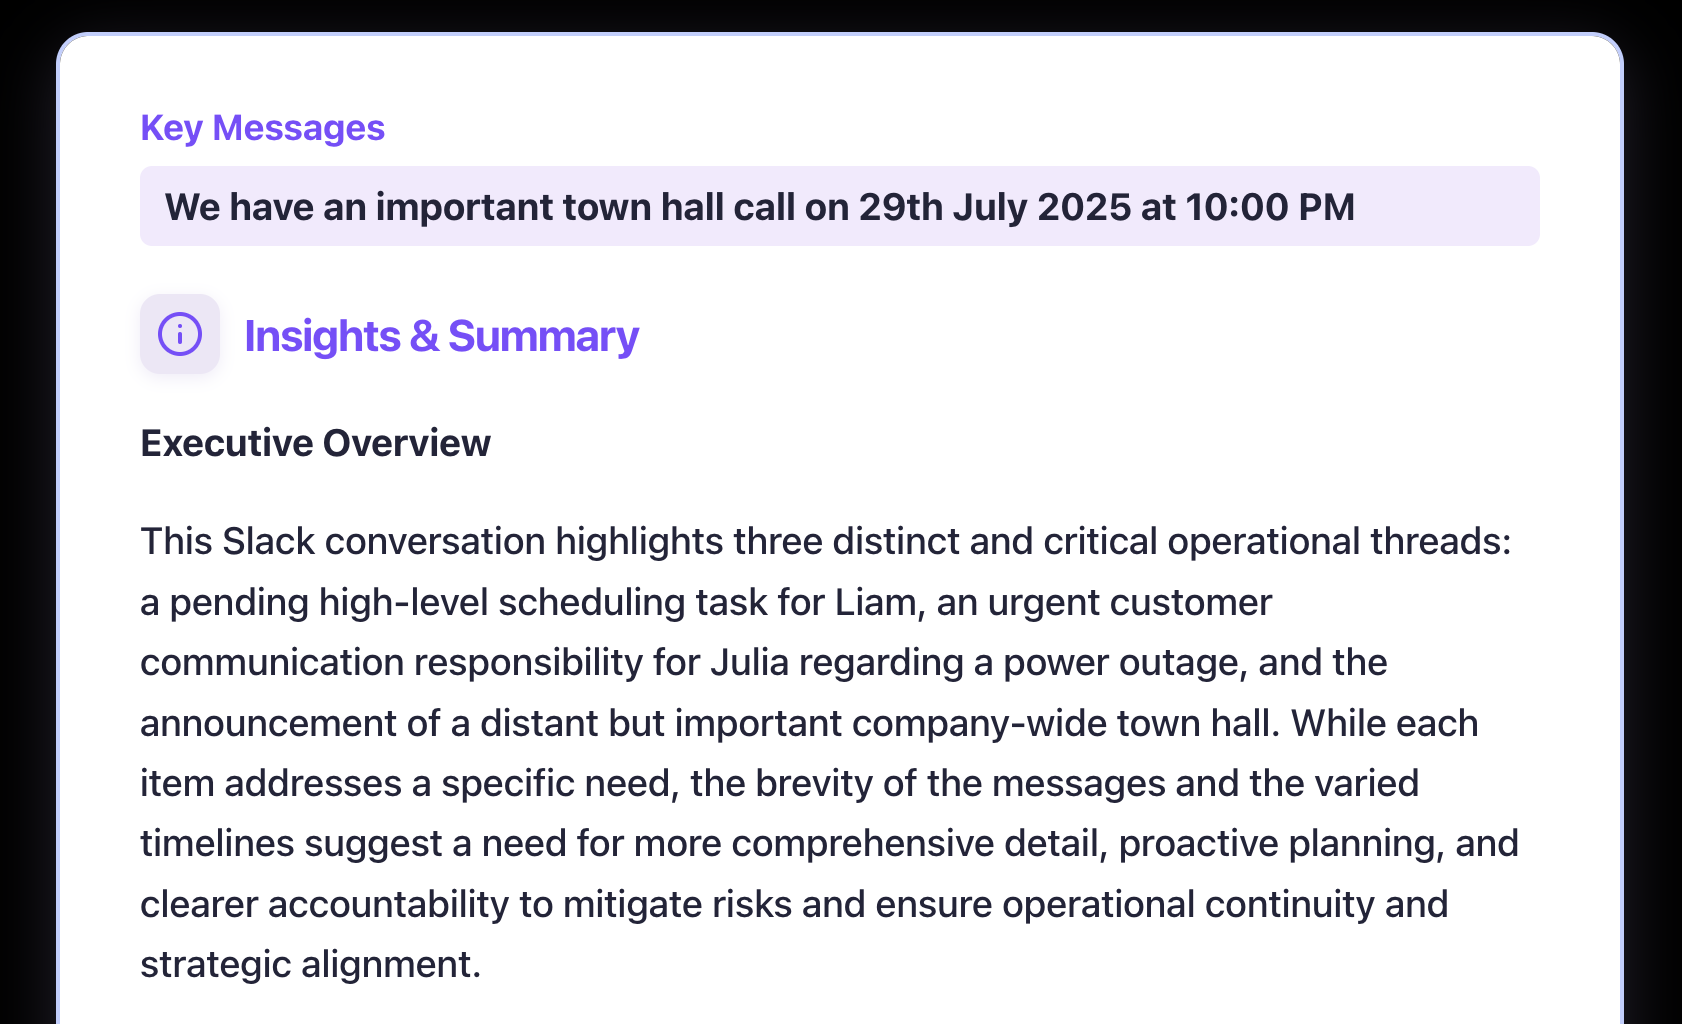 Key Messages
We have an important town hall call on 29th July 2025 at 10:00 PM
Insights & Summary
Executive Overview
This Slack conversation highlights three distinct and critical operational threads:
a pending high-level scheduling task for Liam, an urgent customer
communication responsibility for Julia regarding a power outage, and the
announcement of a distant but important company-wide town hall. While each
item addresses a specific need, the brevity of the messages and the varied
timelines suggest a need for more comprehensive detail, proactive planning, and
clearer accountability to mitigate risks and ensure operational continuity and
strategic alignment.